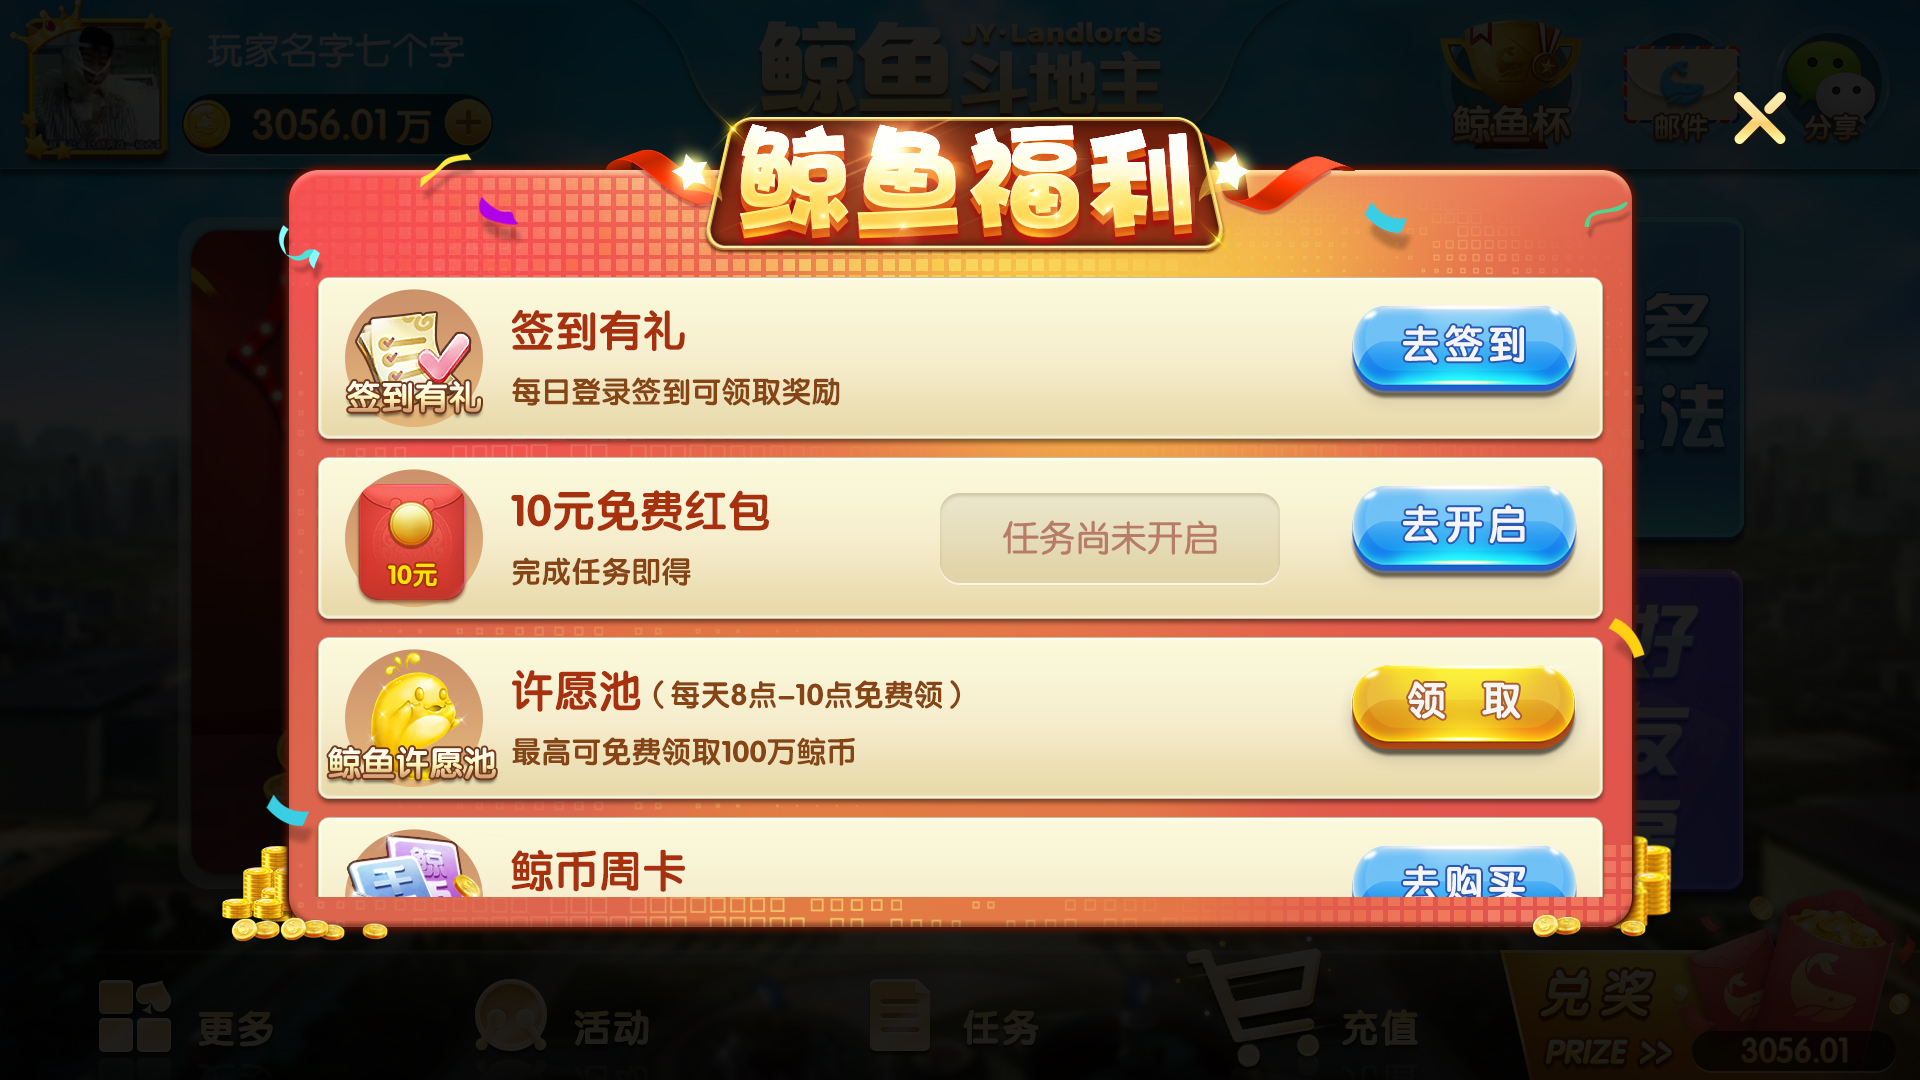 玩家名字七个字
3056.01万
JY-Landlords
鲸鱼斗地主
鲸鱼杯
邮件
分享
鲸鱼福利
签到有礼
签到有礼
每日登录签到可领取奖励
去签到
10元
10元免费红包
完成任务即得
任务尚未开启
去开启
鲸鱼许愿池
许愿池（每天8点-10点免费领）
最高可免费领取100万鲸币
领 取
鲸币周卡
去购买
多
法
好
友
更多
活动
任务
充值
兑奖
PRIZE >>
3056.01